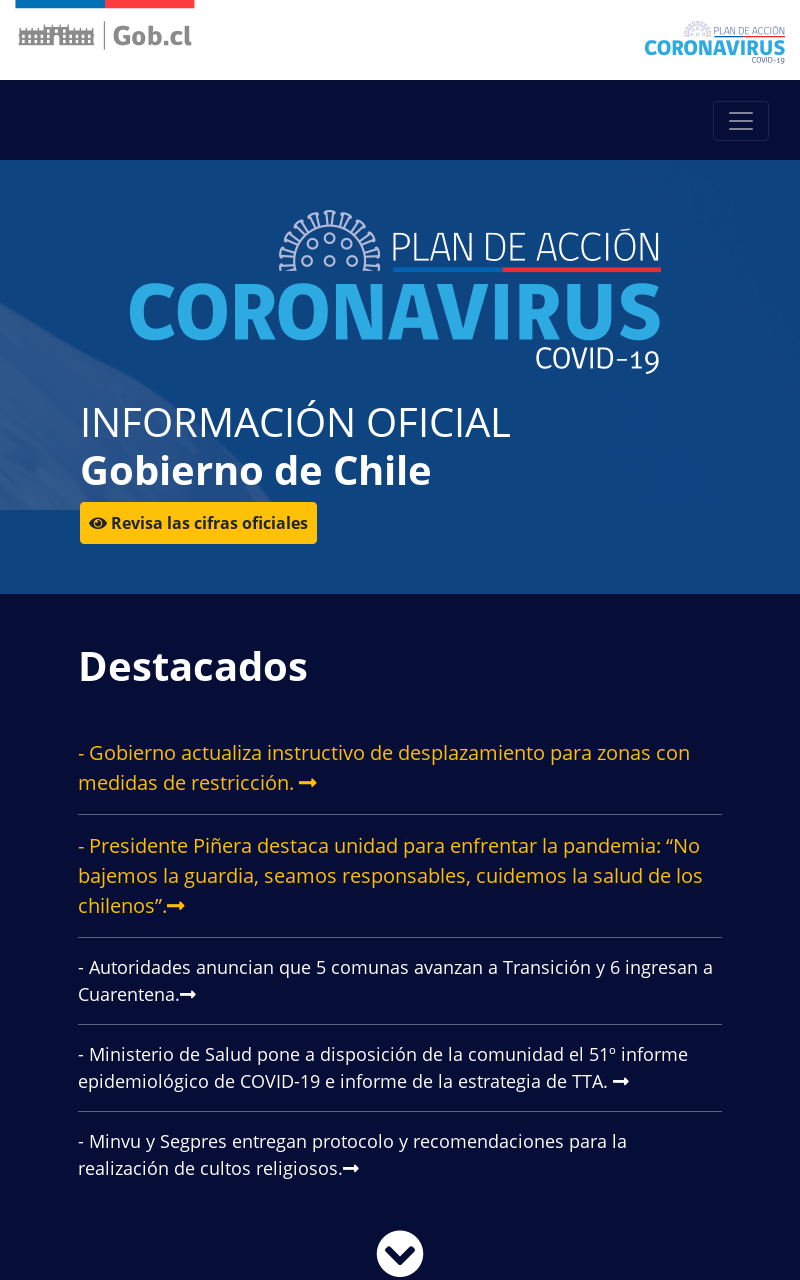 Gob.cl
PLAN DE ACCIÓN
CORONAVIRUS
COVID-19
PLAN DE ACCIÓN
CORONAVIRUS
COVID-19
INFORMACIÓN OFICIAL
Gobierno de Chile
Revisa las cifras oficiales
Destacados
- Gobierno actualiza instructivo de desplazamiento para zonas con
medidas de restricción.
- Presidente Piñera destaca unidad para enfrentar la pandemia: “No
bajemos la guardia, seamos responsables, cuidemos la salud de los
chilenos”.
- Autoridades anuncian que 5 comunas avanzan a Transición y 6 ingresan a
Cuarentena.
- Ministerio de Salud pone a disposición de la comunidad el 51º informe
epidemiológico de COVID-19 e informe de la estrategia de TTA.
- Minvu y Segpres entregan protocolo y recomendaciones para la
realización de cultos religiosos.